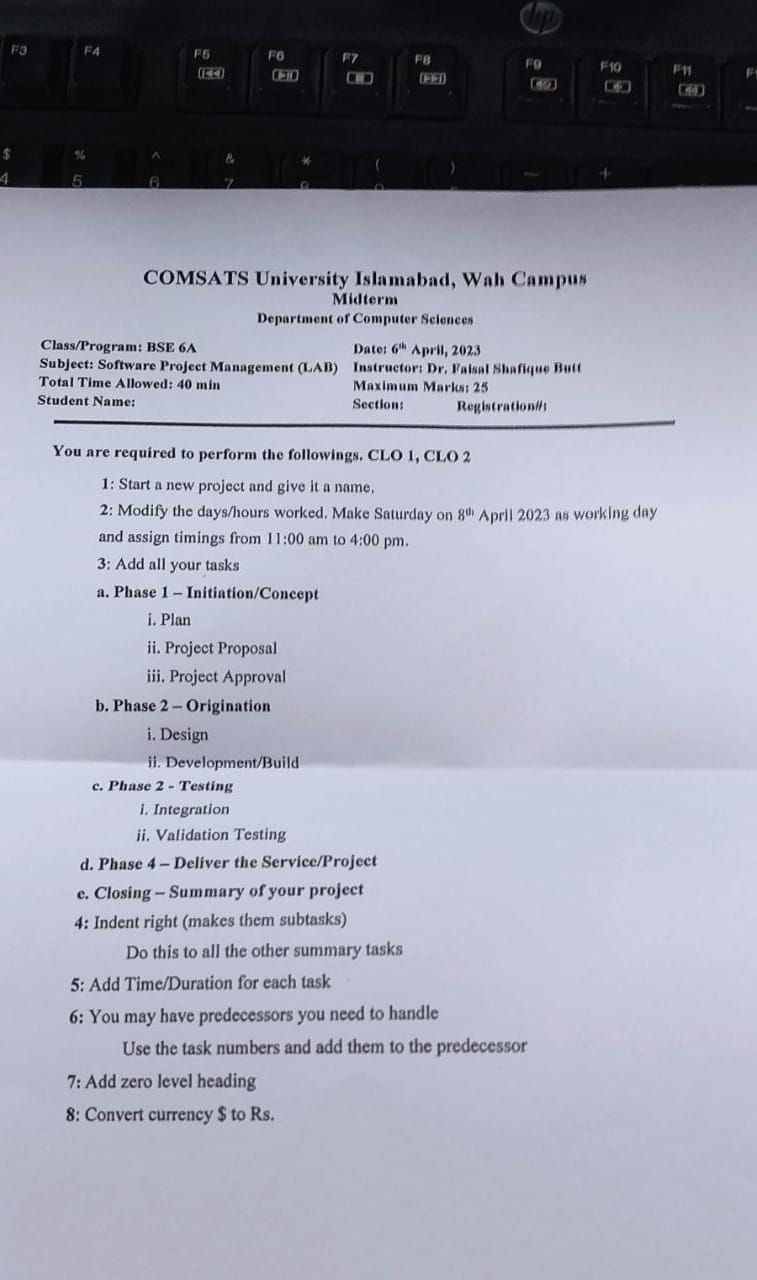 hp
F3 F4 F5 F6 F7 F8 F9 F10 F11
$ % ^ & * ( ) — +
4 5 6 7
COMSATS University Islamabad, Wah Campus
Midterm
Department of Computer Sciences
Class/Program: BSE 6A Date: 6th April, 2023
Subject: Software Project Management (LAB) Instructor: Dr. Faisal Shafique Butt
Total Time Allowed: 40 min Maximum Marks: 25
Student Name: Section: Registration#:
You are required to perform the followings. CLO 1, CLO 2
1: Start a new project and give it a name.
2: Modify the days/hours worked. Make Saturday on 8th April 2023 as working day
and assign timings from 11:00 am to 4:00 pm.
3: Add all your tasks
a. Phase 1 – Initiation/Concept
i. Plan
ii. Project Proposal
iii. Project Approval
b. Phase 2 – Origination
i. Design
ii. Development/Build
c. Phase 2 - Testing
i. Integration
ii. Validation Testing
d. Phase 4 – Deliver the Service/Project
e. Closing – Summary of your project
4: Indent right (makes them subtasks)
Do this to all the other summary tasks
5: Add Time/Duration for each task
6: You may have predecessors you need to handle
Use the task numbers and add them to the predecessor
7: Add zero level heading
8: Convert currency $ to Rs.